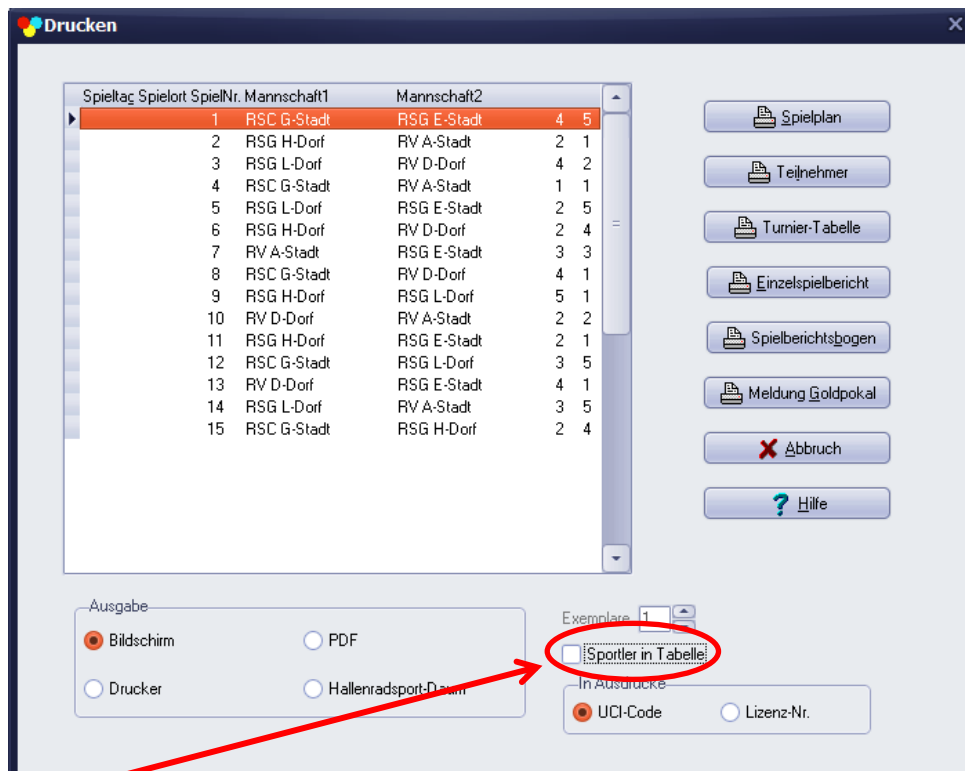 Drucken
Spieltag Spielort SpielNr. Mannschaft1 Mannschaft2
1 RSC G-Stadt RSG E-Stadt 4 5
2 RSG H-Dorf RV A-Stadt 2 1
3 RSG L-Dorf RV D-Dorf 4 2
4 RSC G-Stadt RV A-Stadt 1 1
5 RSG L-Dorf RSG E-Stadt 2 5
6 RSG H-Dorf RV D-Dorf 2 4
7 RV A-Stadt RSG E-Stadt 3 3
8 RSC G-Stadt RV D-Dorf 4 1
9 RSG H-Dorf RSG L-Dorf 5 1
10 RV D-Dorf RV A-Stadt 2 2
11 RSG H-Dorf RSG E-Stadt 2 1
12 RSC G-Stadt RSG L-Dorf 3 5
13 RV D-Dorf RSG E-Stadt 4 1
14 RSG L-Dorf RV A-Stadt 3 5
15 RSC G-Stadt RSG H-Dorf 2 4
Spielplan
Teilnehmer
Turnier-Tabelle
Einzelspielbericht
Spielberichtsbogen
Meldung Goldpokal
Abbruch
Hilfe
Ausgabe
Bildschirm PDF
Drucker Hallenradsport-Daum
Exemplare 1
Sportler in Tabelle
In Ausdrucke
UCI-Code Lizenz-Nr.